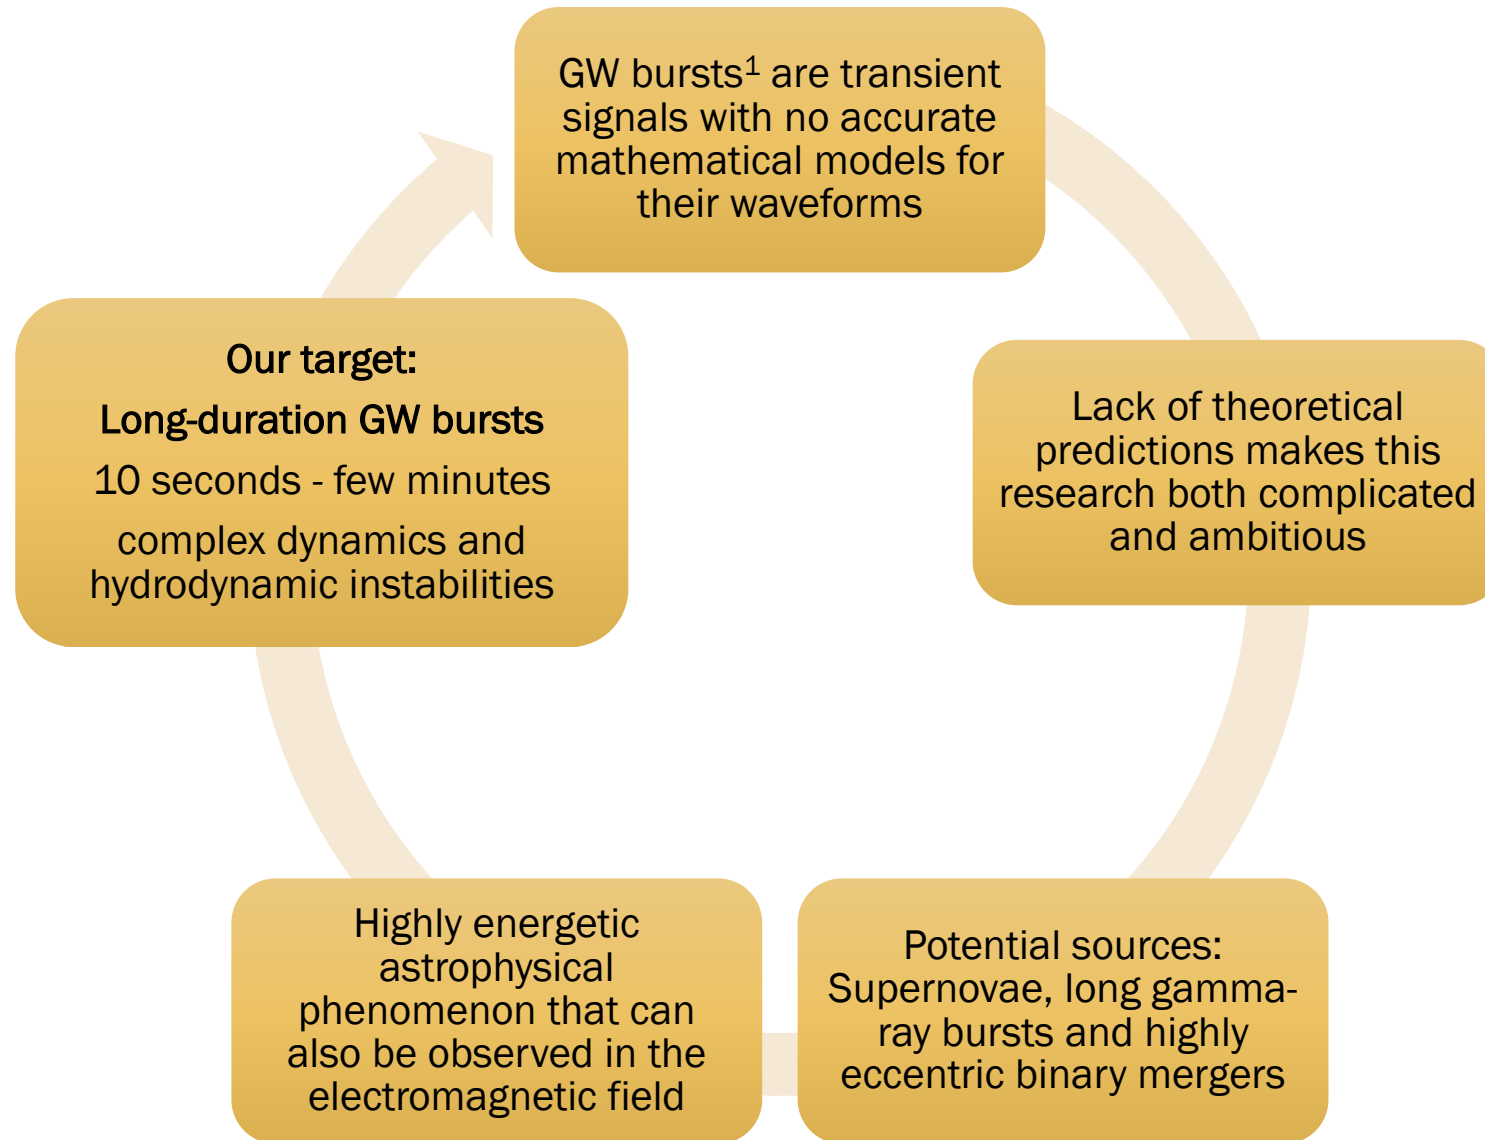 GW bursts¹ are transient
signals with no accurate
mathematical models for
their waveforms
Lack of theoretical
predictions makes this
research both complicated
and ambitious
Potential sources:
Supernovae, long gamma-
ray bursts and highly
eccentric binary mergers
Highly energetic
astrophysical
phenomenon that can
also be observed in the
electromagnetic field
Our target:
Long-duration GW bursts
10 seconds - few minutes
complex dynamics and
hydrodynamic instabilities